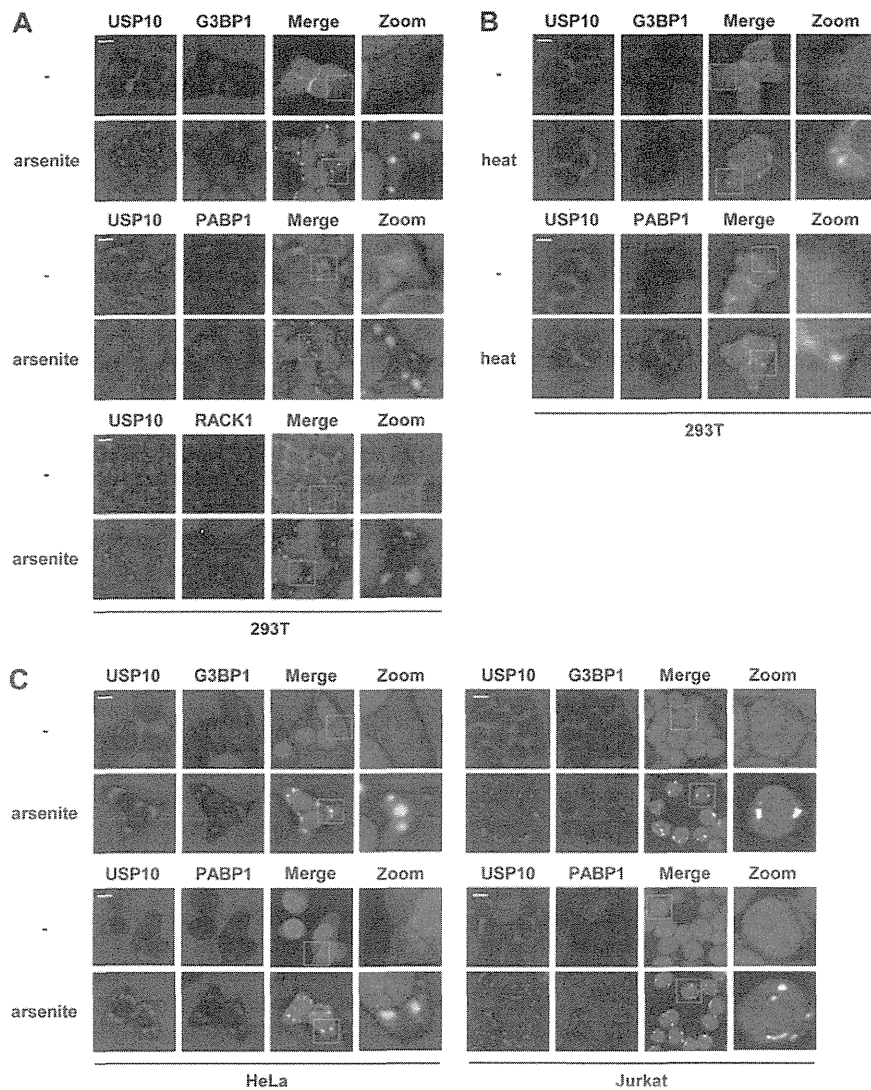 A
USP10 G3BP1 Merge Zoom
-
arsenite
USP10 PABP1 Merge Zoom
-
arsenite
USP10 RACK1 Merge Zoom
-
arsenite
293T
B
USP10 G3BP1 Merge Zoom
-
heat
USP10 PABP1 Merge Zoom
-
heat
293T
C
USP10 G3BP1 Merge Zoom USP10 G3BP1 Merge Zoom
-
arsenite
USP10 PABP1 Merge Zoom USP10 PABP1 Merge Zoom
-
arsenite
HeLa Jurkat